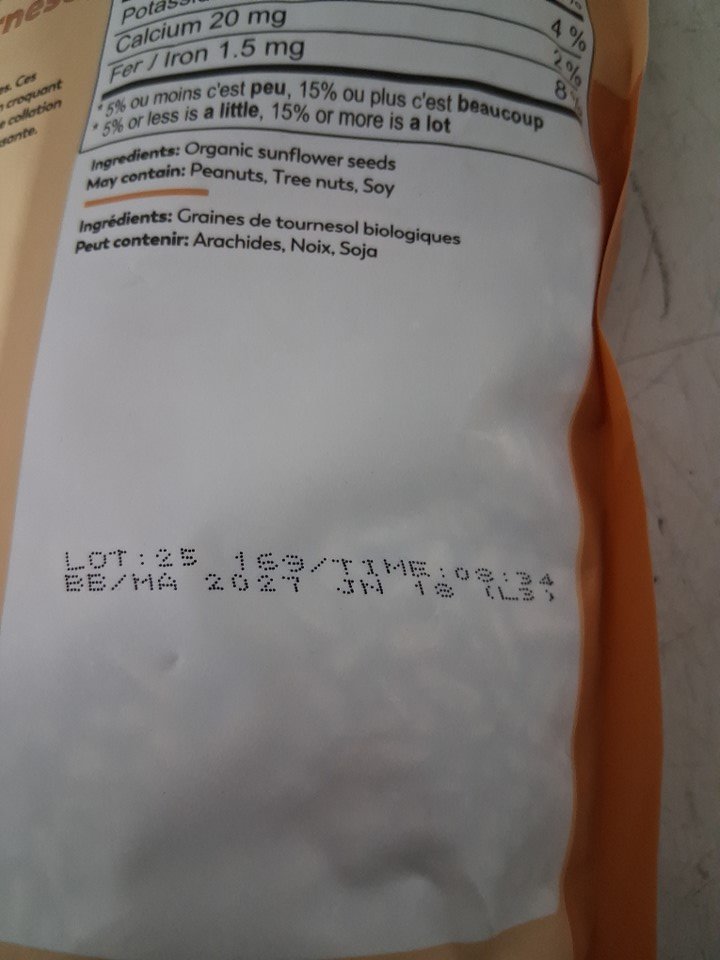 Calcium 20 mg 4 %
Fer / Iron 1.5 mg 2 %
8 %
* 5% ou moins c'est peu, 15% ou plus c'est beaucoup
* 5% or less is a little, 15% or more is a lot
Ingredients: Organic sunflower seeds
May contain: Peanuts, Tree nuts, Soy
Ingrédients: Graines de tournesol biologiques
Peut contenir: Arachides, Noix, Soja
LOT:25 169/TIME:08:34
BB/MA 2027 JN 18 (L3)
croquant
collation